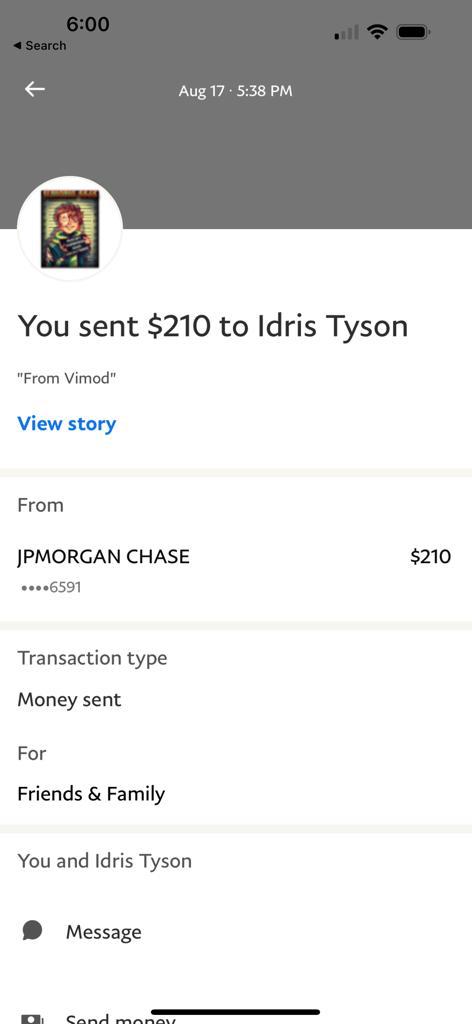 6:00
◀ Search
Aug 17 · 5:38 PM
You sent $210 to Idris Tyson
"From Vimod"
View story
From
JPMORGAN CHASE $210
••••6591
Transaction type
Money sent
For
Friends & Family
You and Idris Tyson
Message
Send money